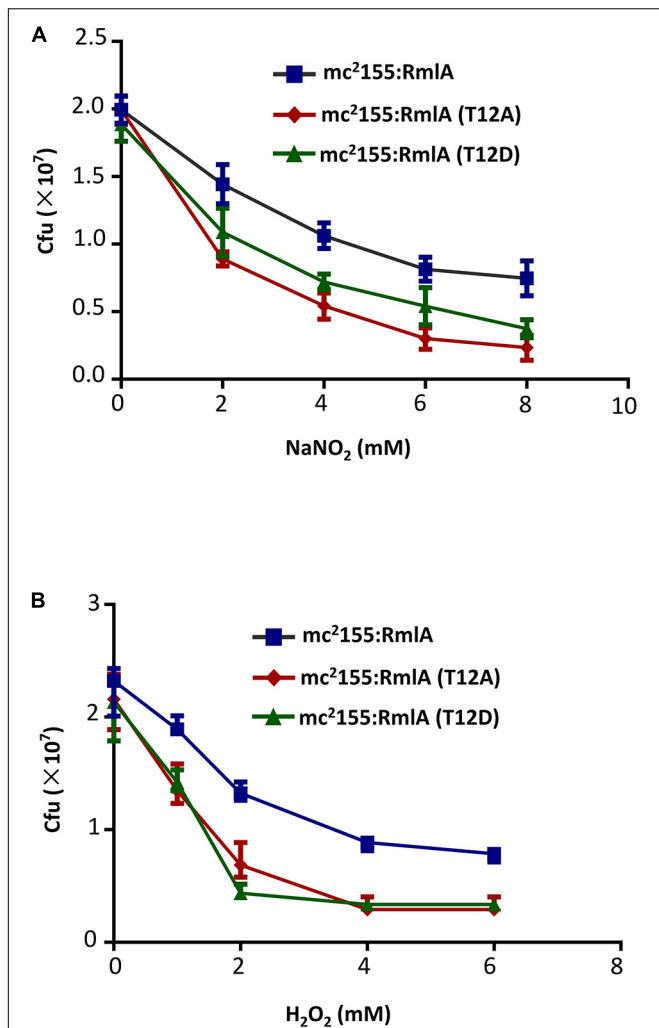 A
2.5
2.0
1.5
1.0
0.5
0.0
Cfu (×10⁷)
mc²155:RmlA
mc²155:RmlA (T12A)
mc²155:RmlA (T12D)
0 2 4 6 8 10
NaNO₂ (mM)
B
3
2
1
0
Cfu (×10⁷)
mc²155:RmlA
mc²155:RmlA (T12A)
mc²155:RmlA (T12D)
0 2 4 6 8
H₂O₂ (mM)